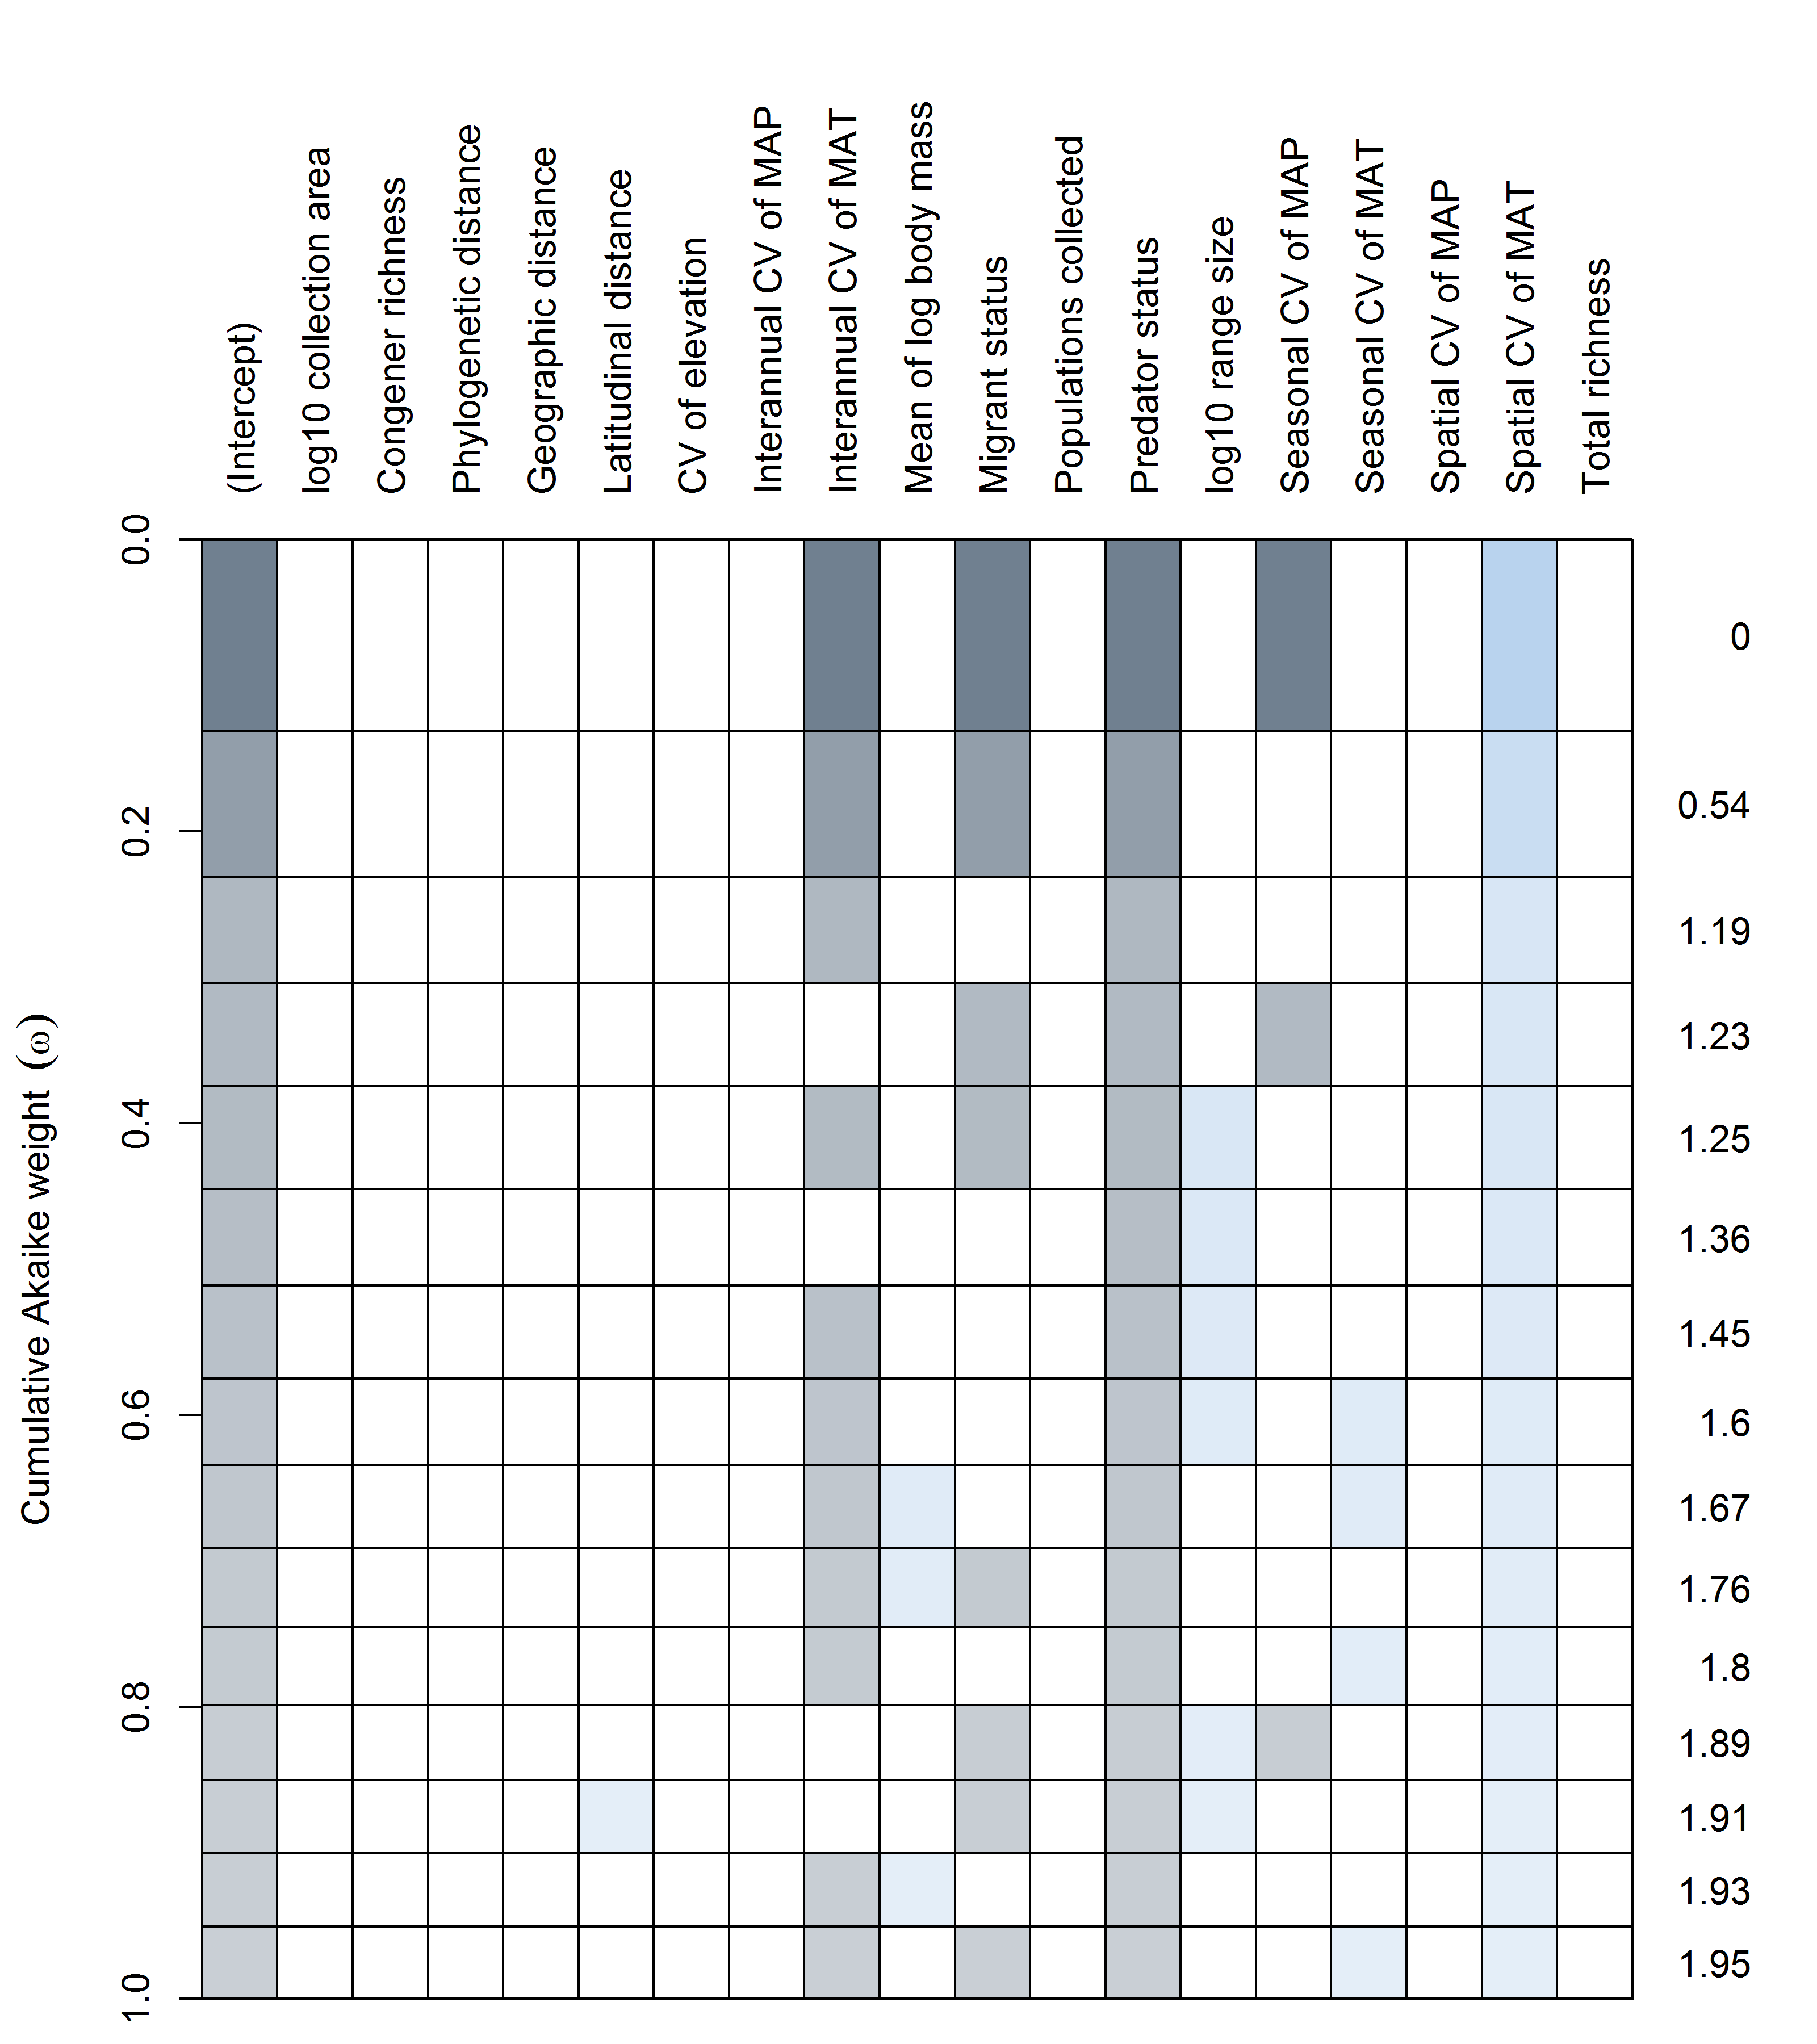 (Intercept)
log10 collection area
Congener richness
Phylogenetic distance
Geographic distance
Latitudinal distance
CV of elevation
Interannual CV of MAP
Interannual CV of MAT
Mean of log body mass
Migrant status
Populations collected
Predator status
log10 range size
Seasonal CV of MAP
Seasonal CV of MAT
Spatial CV of MAP
Spatial CV of MAT
Total richness
Cumulative Akaike weight (ω)
0.0
0.2
0.4
0.6
0.8
1.0
0
0.54
1.19
1.23
1.25
1.36
1.45
1.6
1.67
1.76
1.8
1.89
1.91
1.93
1.95